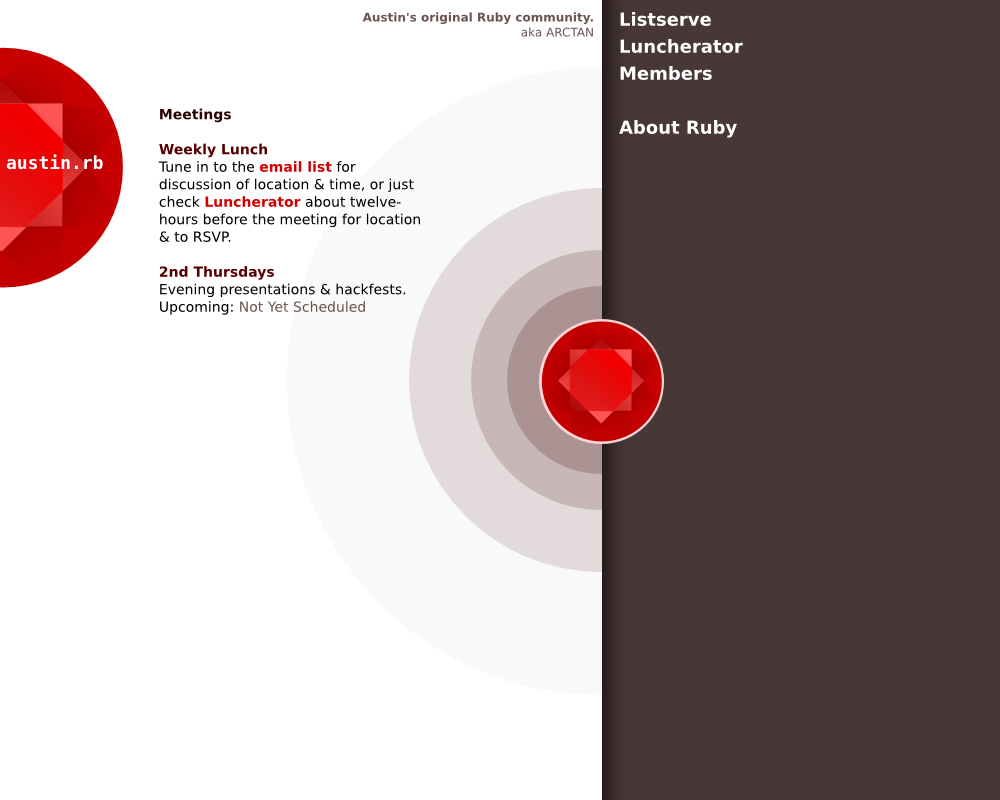 Austin's original Ruby community.
aka ARCTAN
austin.rb
Meetings
Weekly Lunch
Tune in to the email list for
discussion of location & time, or just
check Luncherator about twelve-
hours before the meeting for location
& to RSVP.
2nd Thursdays
Evening presentations & hackfests.
Upcoming: Not Yet Scheduled
Listserve
Luncherator
Members
About Ruby